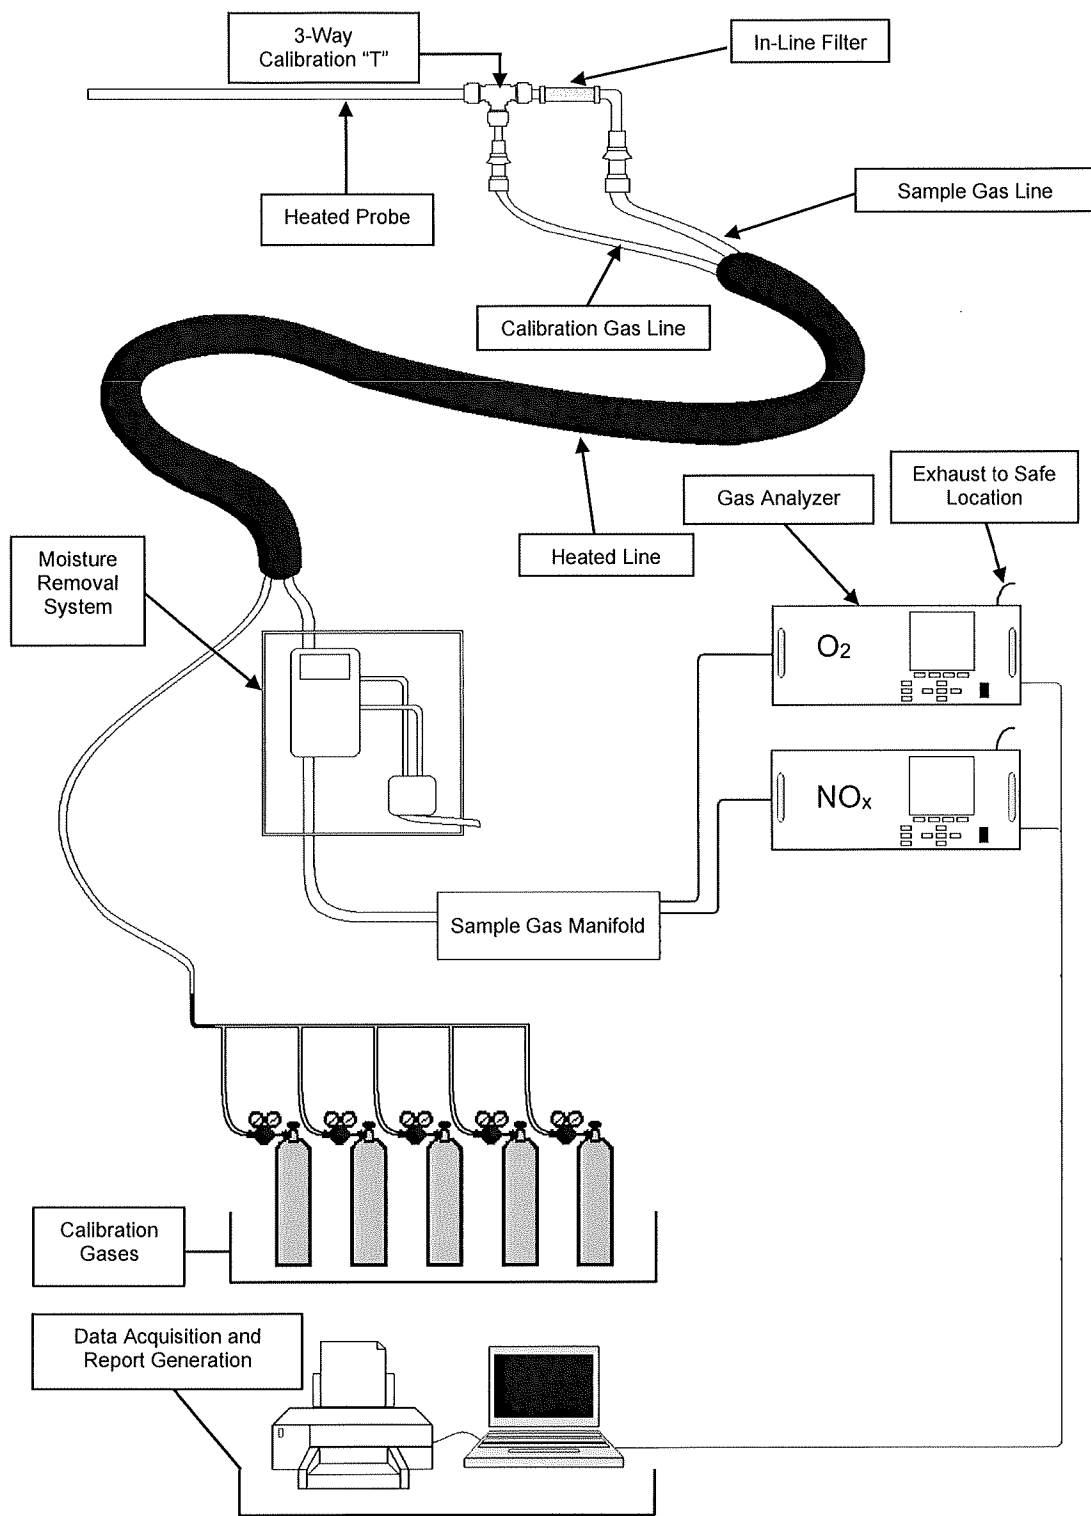 3-Way
Calibration “T”
In-Line Filter
Heated Probe
Sample Gas Line
Calibration Gas Line
Gas Analyzer
Exhaust to Safe
Location
Moisture
Removal
System
Heated Line
O2
NOx
Sample Gas Manifold
Calibration
Gases
Data Acquisition and
Report Generation